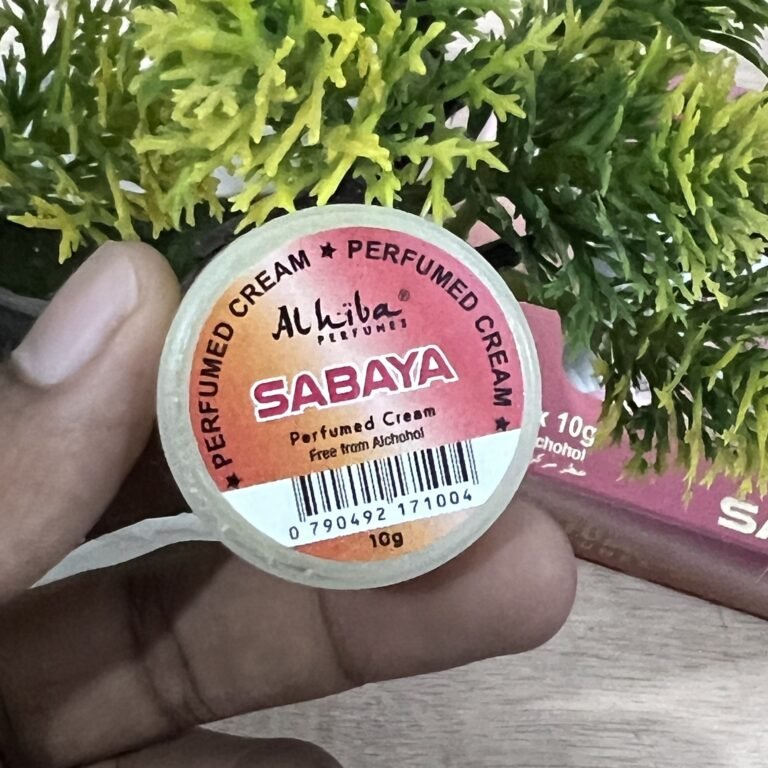 PERFUMED CREAM ★ PERFUMED CREAM ★
Alhiba®
PERFUMES
SABAYA
Perfumed Cream
Free from Alchohol
0 790492 171004
10g
x 10g
chohol
SA